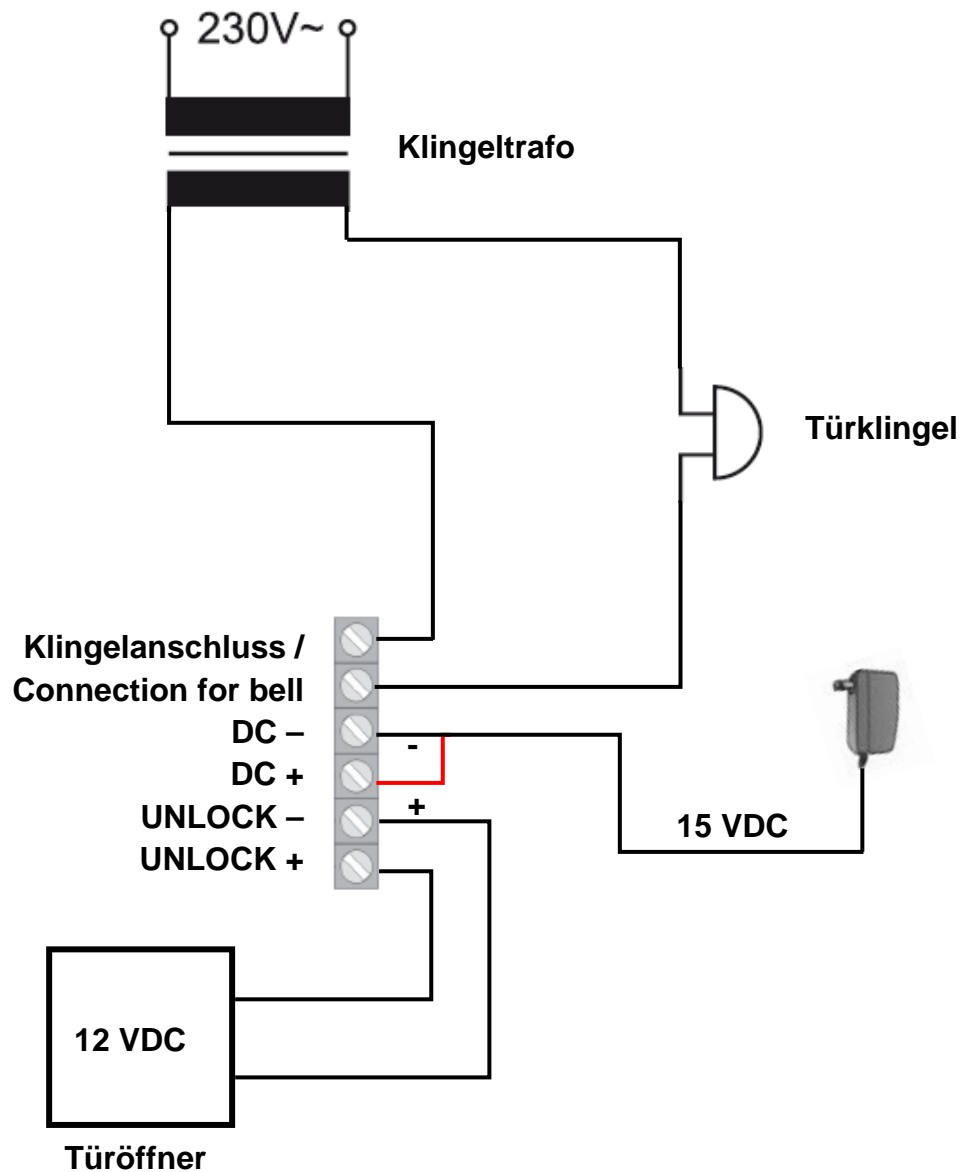 230V~
Klingeltrafo
Türklingel
Klingelanschluss /
Connection for bell
DC –
-
DC +
+
UNLOCK –
15 VDC
UNLOCK +
12 VDC
Türöffner